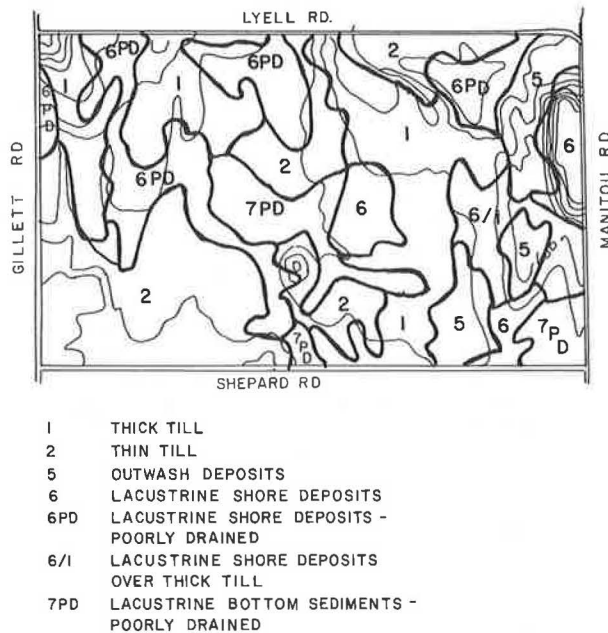 LYELL RD.
6PD
6PD
2
1
1
6PD
5
6PD
1
6
GILLETT RD
MANITOU RD
2
6PD
7PD
6
6/1
5
2
2
1
5
6
7PD
7PD
SHEPARD RD
1 THICK TILL
2 THIN TILL
5 OUTWASH DEPOSITS
6 LACUSTRINE SHORE DEPOSITS
6PD LACUSTRINE SHORE DEPOSITS -
POORLY DRAINED
6/1 LACUSTRINE SHORE DEPOSITS
OVER THICK TILL
7PD LACUSTRINE BOTTOM SEDIMENTS -
POORLY DRAINED